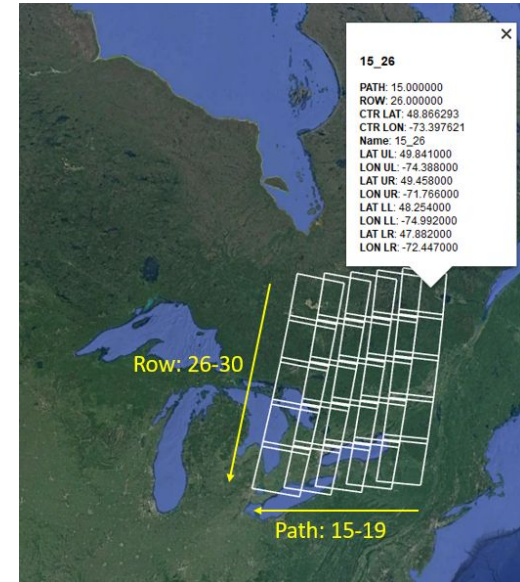 15_26
PATH: 15.000000
ROW: 26.000000
CTR LAT: 48.866293
CTR LON: -73.397621
Name: 15_26
LAT UL: 49.841000
LON UL: -74.388000
LAT UR: 49.458000
LON UR: -71.766000
LAT LL: 48.254000
LON LL: -74.992000
LAT LR: 47.882000
LON LR: -72.447000
Row: 26-30
Path: 15-19